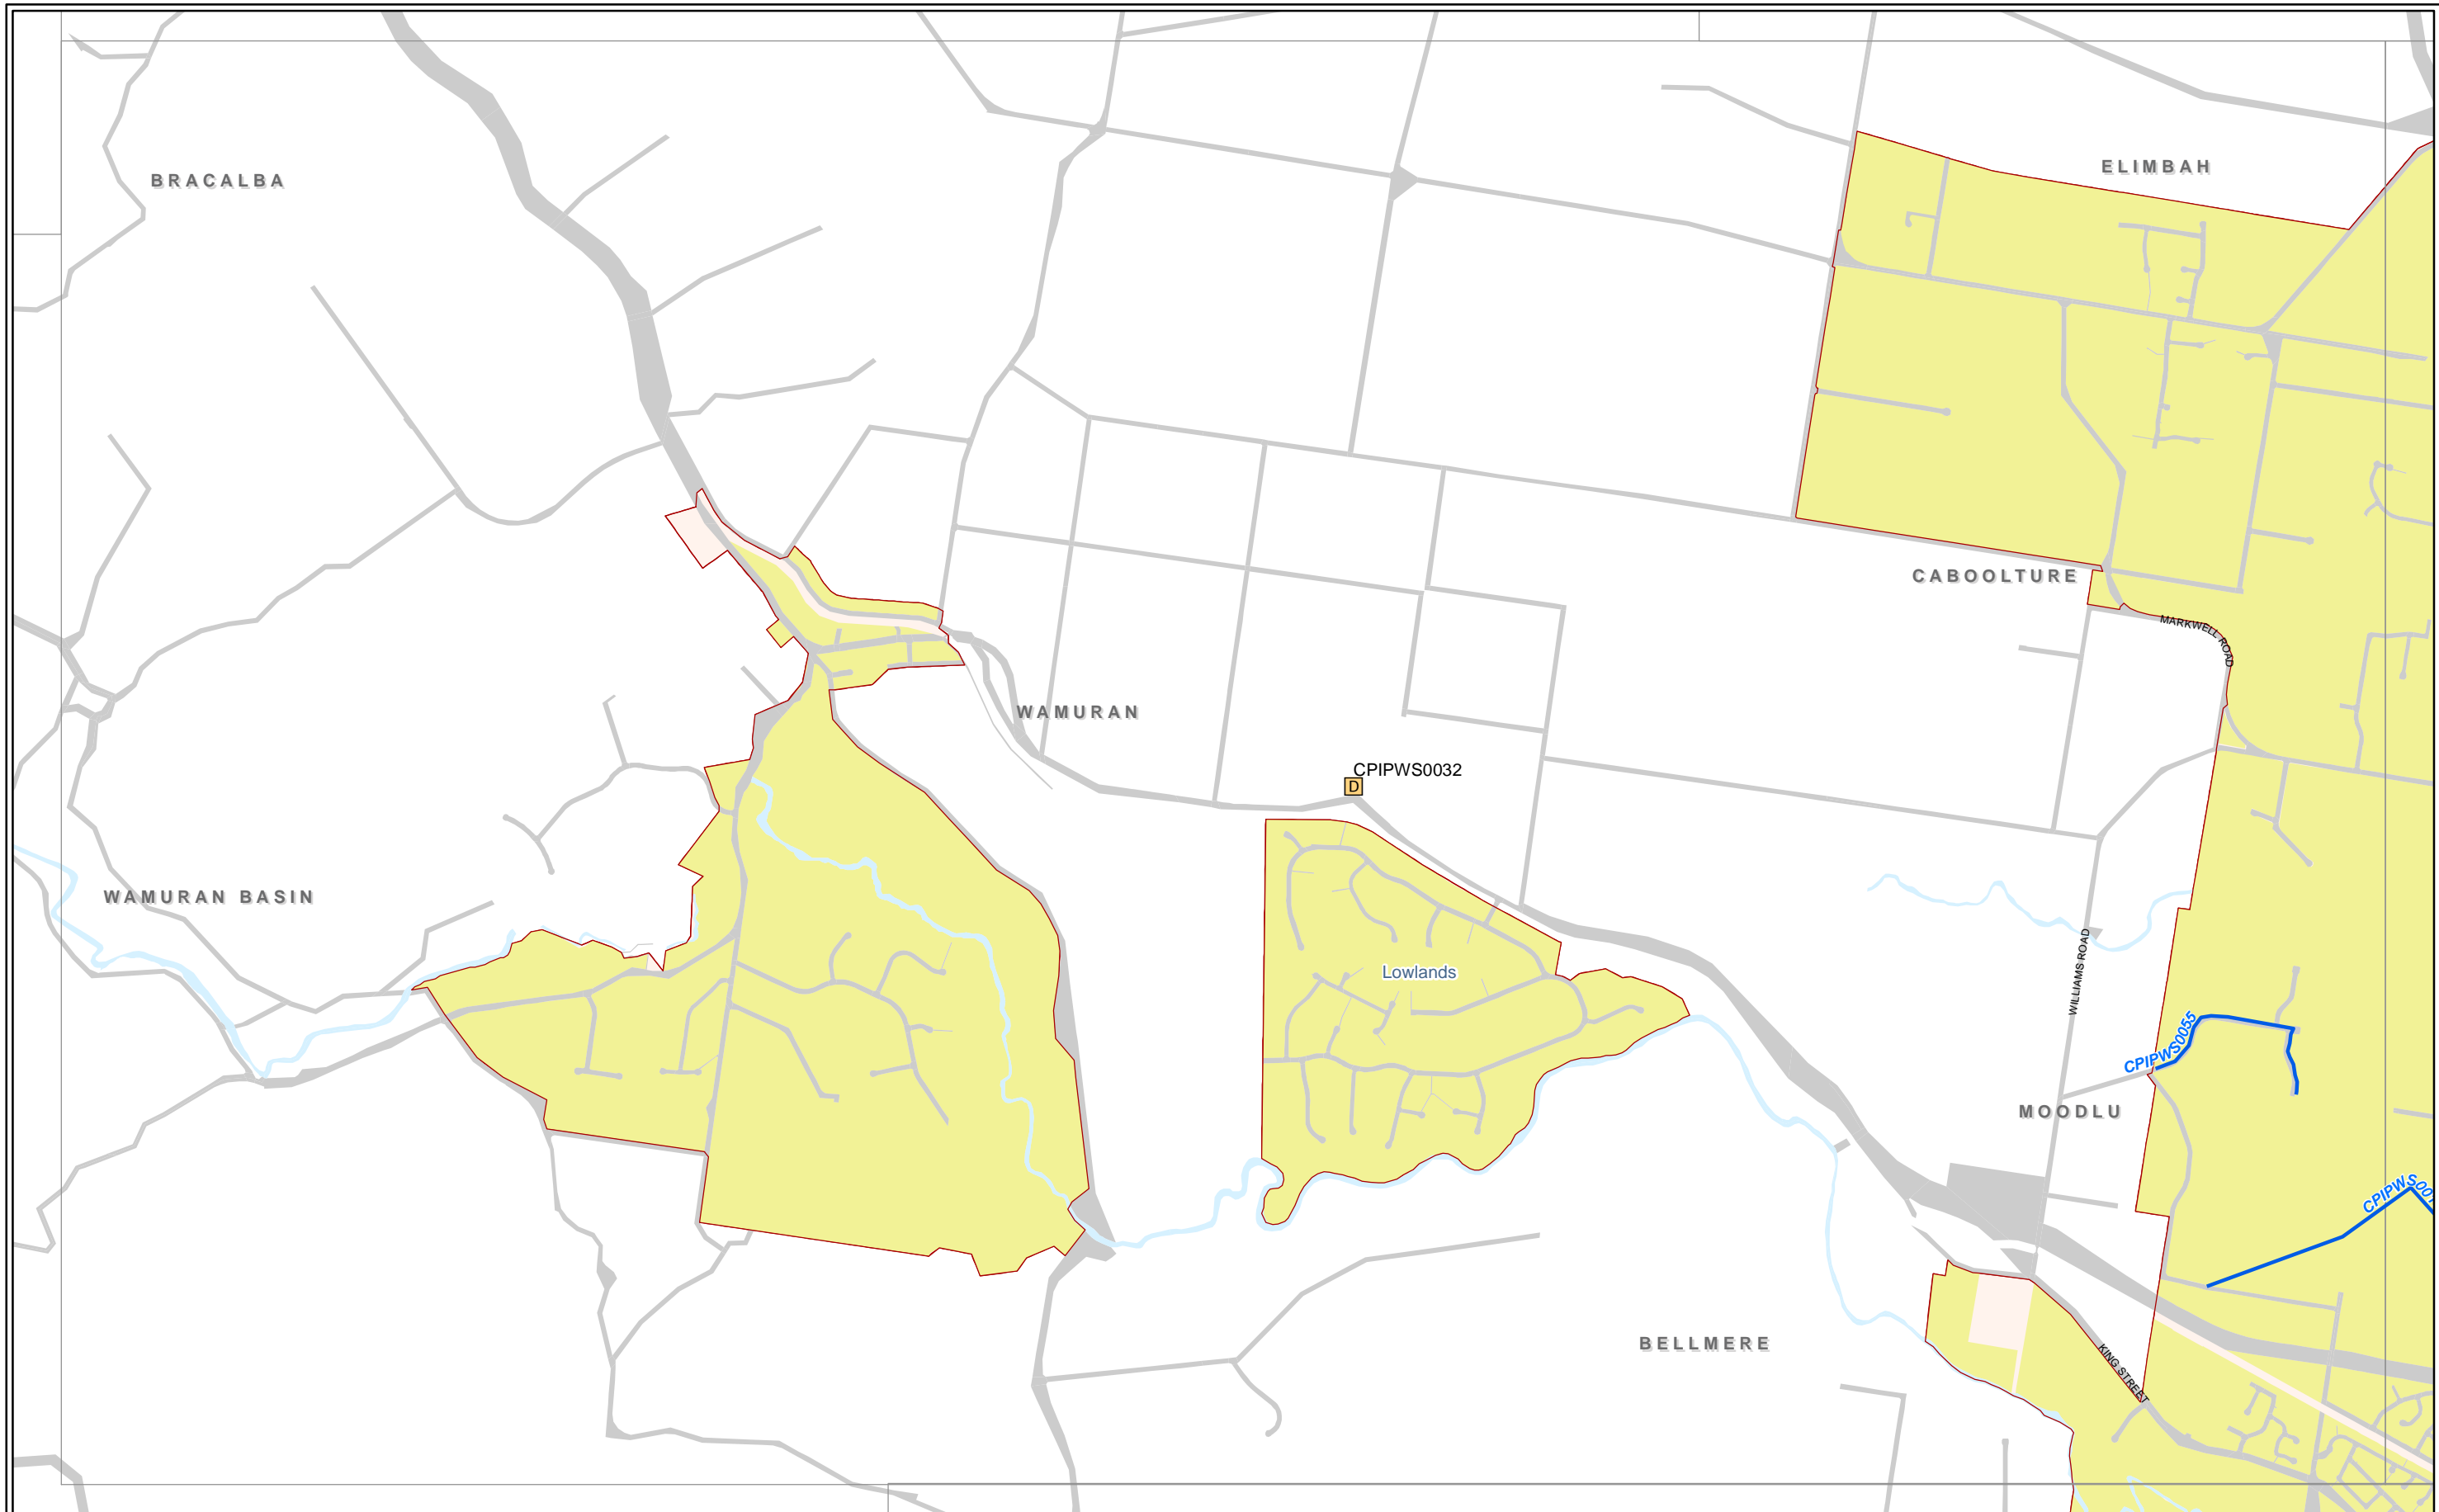 ELIMBAH
BRACALBA
CABOOLTURE
MARKWELL ROAD
WAMURAN
CPIPWS0032
D
WAMURAN BASIN
Lowlands
WILLIAMS ROAD
CPIPWS0055
MOODLU
BELLMERE
KING STREET